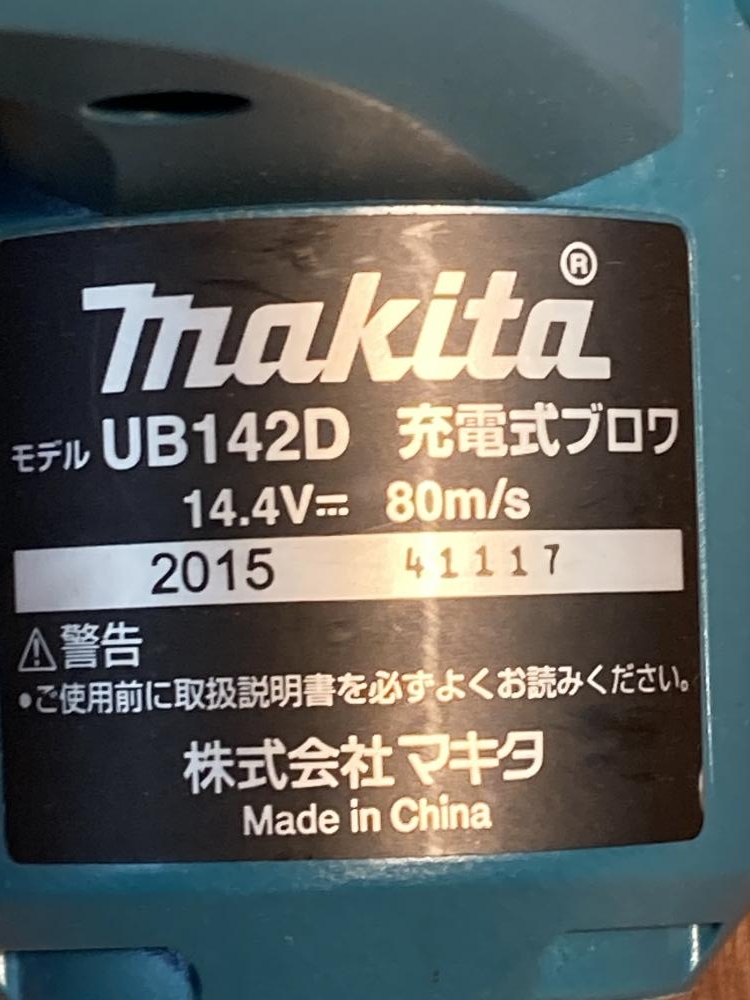 makita®
モデル UB142D 充電式ブロワ
14.4V⎓ 80m/s
2015 41117
⚠警告
●ご使用前に取扱説明書を必ずよくお読みください。
株式会社マキタ
Made in China